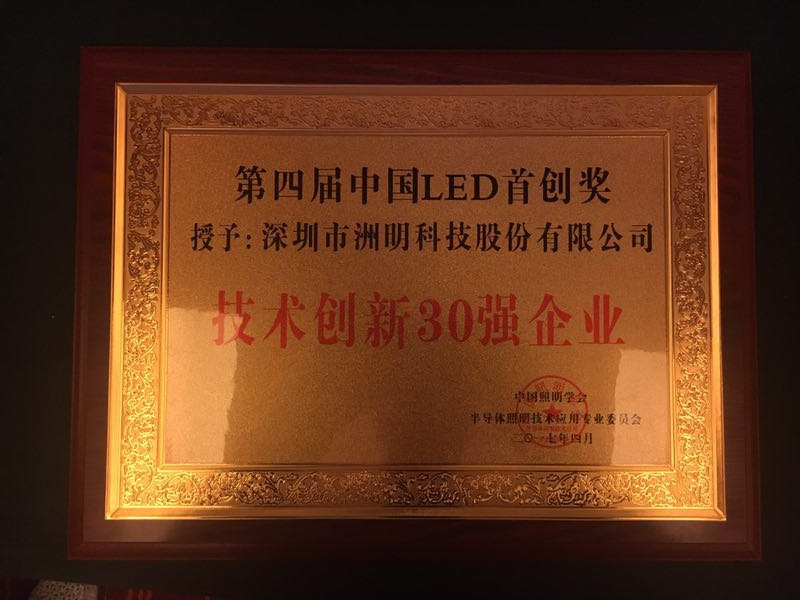 第四届中国LED首创奖
授予：深圳市洲明科技股份有限公司
技术创新30强企业
中国照明学会
半导体照明技术应用专业委员会
二〇一七年四月